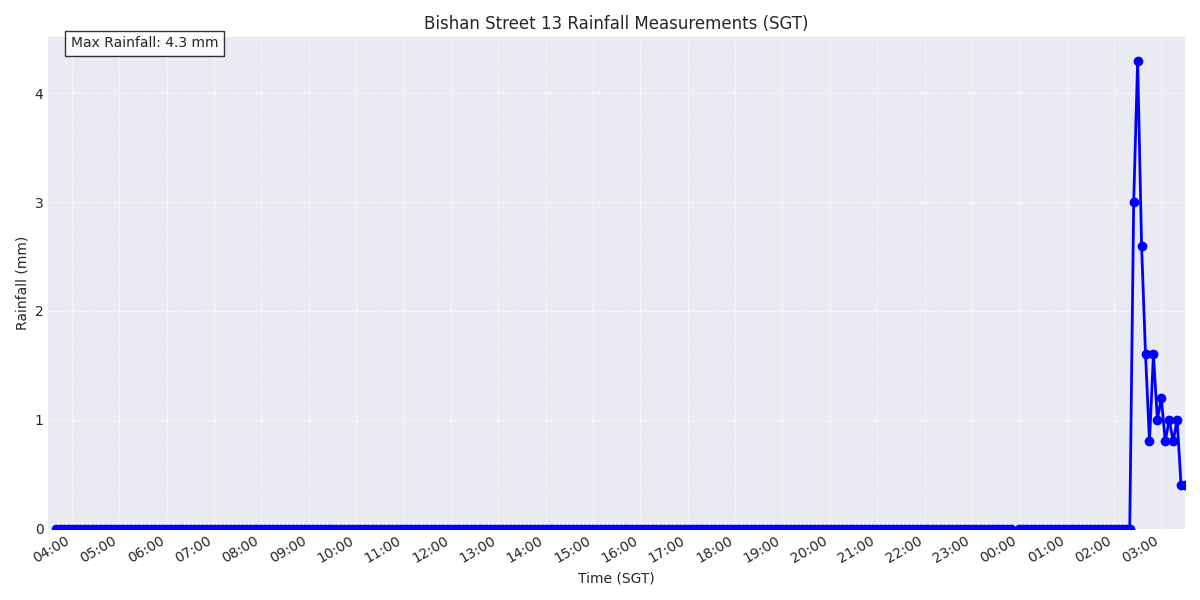 Bishan Street 13 Rainfall Measurements (SGT)
Max Rainfall: 4.3 mm
Rainfall (mm)
4
3
2
1
0
04:00 05:00 06:00 07:00 08:00 09:00 10:00 11:00 12:00 13:00 14:00 15:00 16:00 17:00 18:00 19:00 20:00 21:00 22:00 23:00 00:00 01:00 02:00 03:00
Time (SGT)